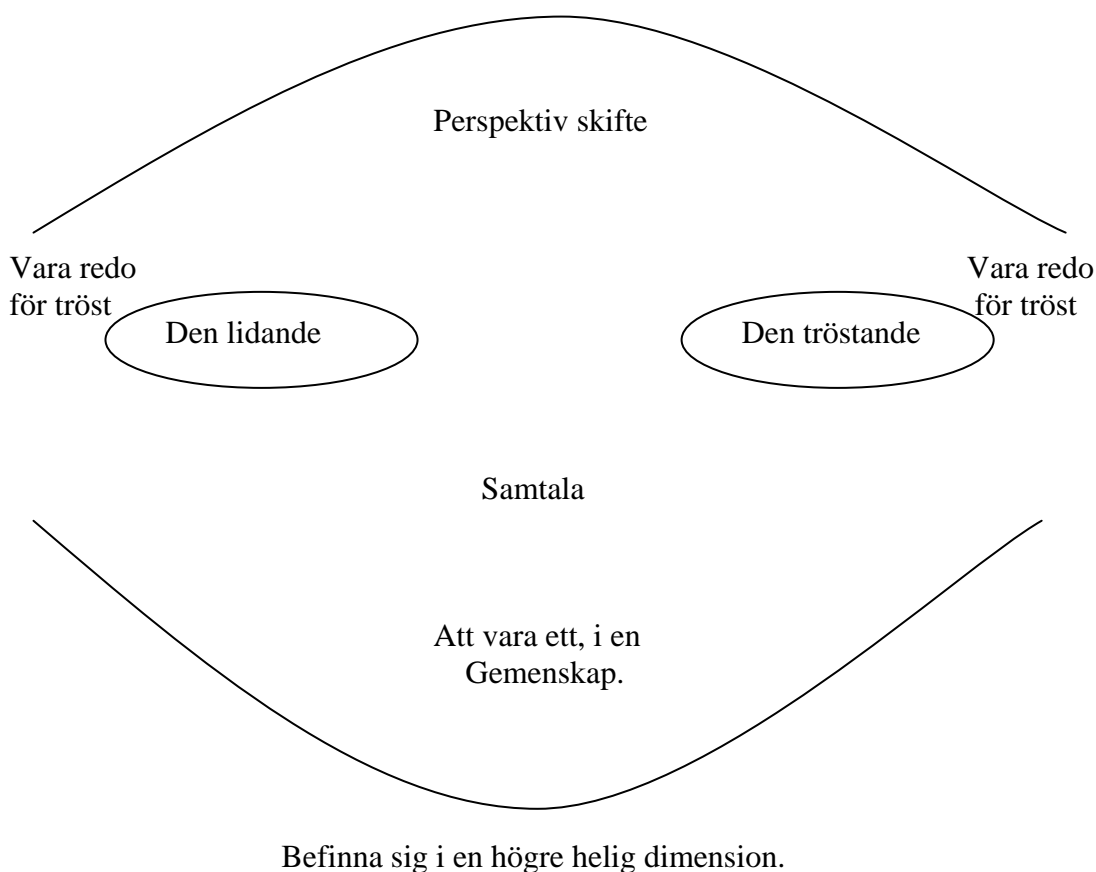 Perspektiv skifte
Vara redo
för tröst
Den lidande
Den tröstande
Vara redo
för tröst
Samtala
Att vara ett, i en
Gemenskap.
Befinna sig i en högre helig dimension.